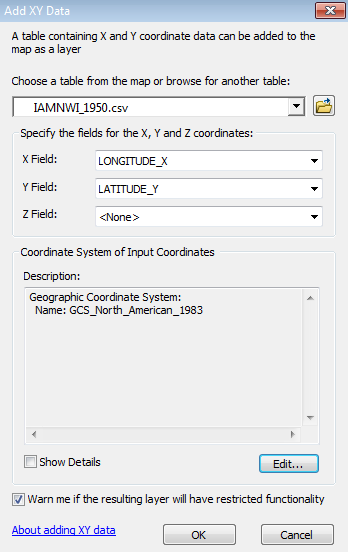 Add XY Data
A table containing X and Y coordinate data can be added to the
map as a layer
Choose a table from the map or browse for another table:
IAMNWI_1950.csv
Specify the fields for the X, Y and Z coordinates:
X Field: LONGITUDE_X
Y Field: LATITUDE_Y
Z Field: <None>
Coordinate System of Input Coordinates
Description:
Geographic Coordinate System:
Name: GCS_North_American_1983
Show Details Edit...
Warn me if the resulting layer will have restricted functionality
About adding XY data OK Cancel